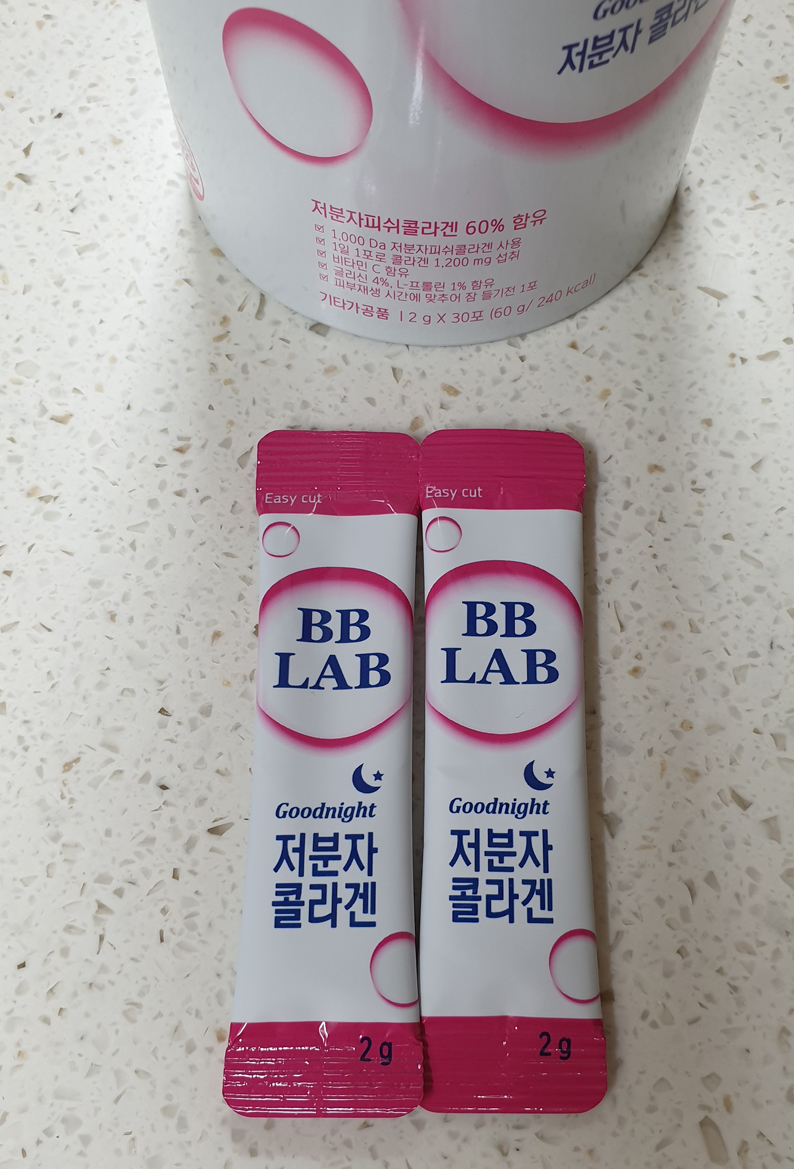 저분자 콜라겐
저분자피쉬콜라겐 60% 함유
1,000 Da 저분자피쉬콜라겐 사용
1일 1포로 콜라겐 1,200 mg 섭취
비타민 C 함유
글리신 4%, L-프롤린 1% 함유
피부재생 시간에 맞추어 잠 들기전 1포
기타가공품 | 2 g X 30포 (60 g/ 240 kcal)
Easy cut
BB
LAB
Goodnight
저분자
콜라겐
2 g
Easy cut
BB
LAB
Goodnight
저분자
콜라겐
2 g